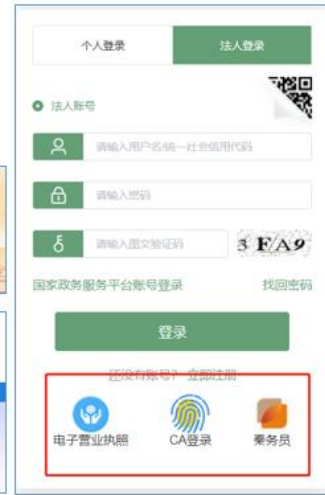 个人登录 法人登录
法人账号
请输入用户名/统一社会信用代码
请输入密码
请输入图文验证码 3 F/A9
国家政务服务平台账号登录 找回密码
登录
还没有账号? 立即注册
电子营业执照 CA登录 秦务员